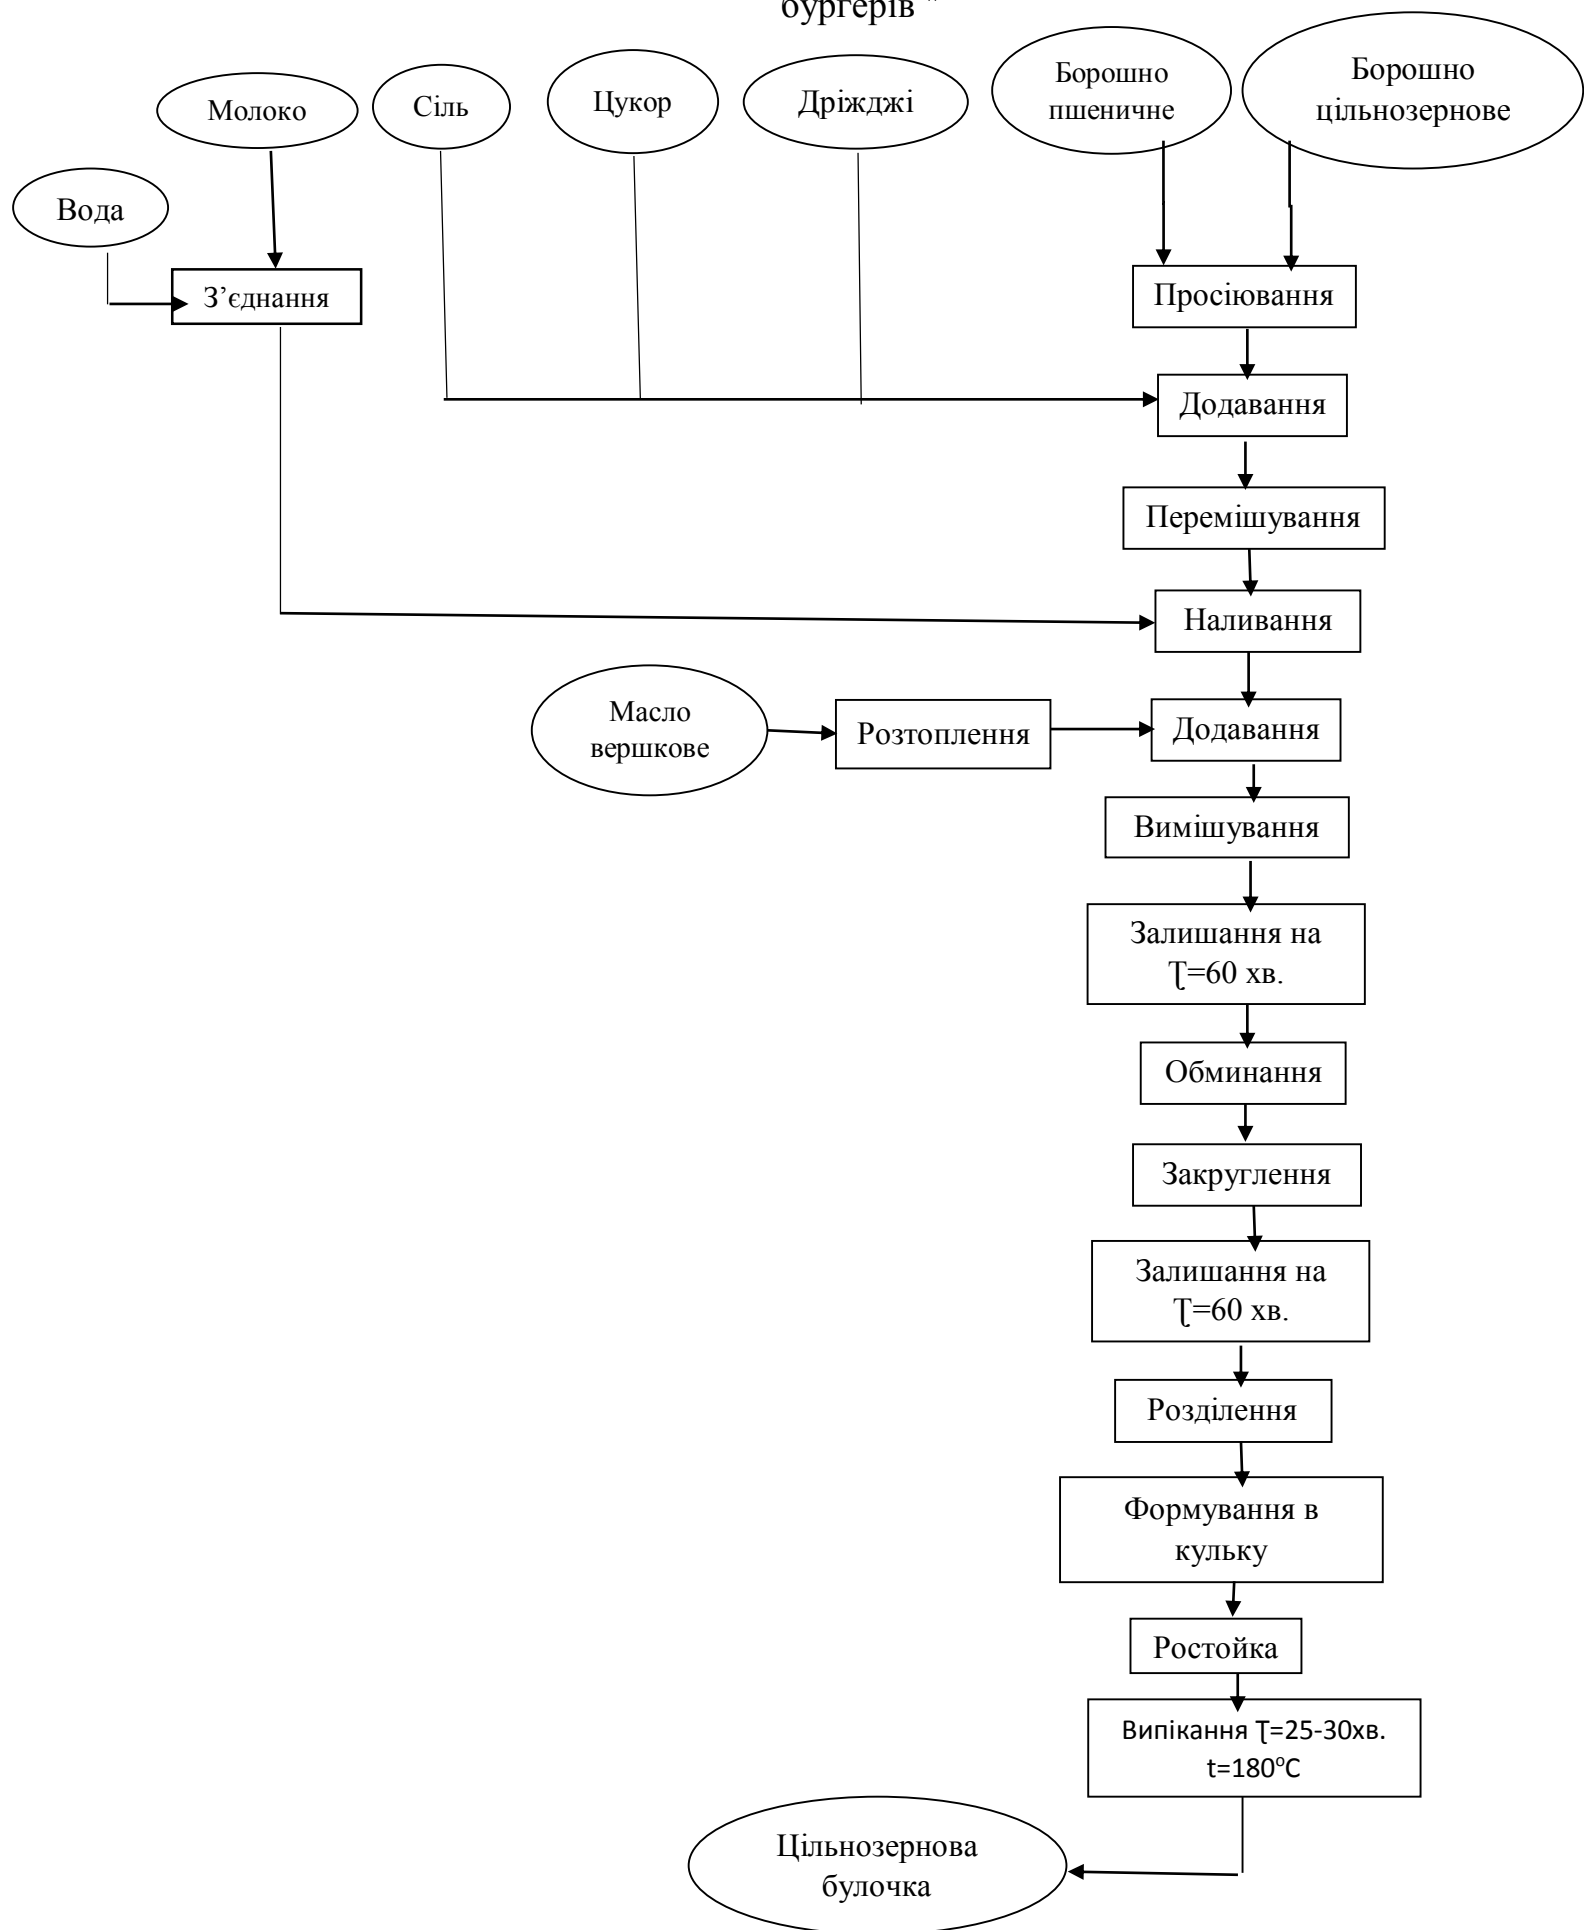 бургерів "
Молоко
Сіль
Цукор
Дріжджі
Борошно
пшеничне
Борошно
цільнозернове
Вода
З’єднання
Просіювання
Додавання
Перемішування
Наливання
Масло
вершкове
Розтоплення
Додавання
Вимішування
Залишання на
Ʈ=60 хв.
Обминання
Закруглення
Залишання на
Ʈ=60 хв.
Розділення
Формування в
кульку
Ростойка
Випікання Ʈ=25-30хв.
t=180°C
Цільнозернова
булочка